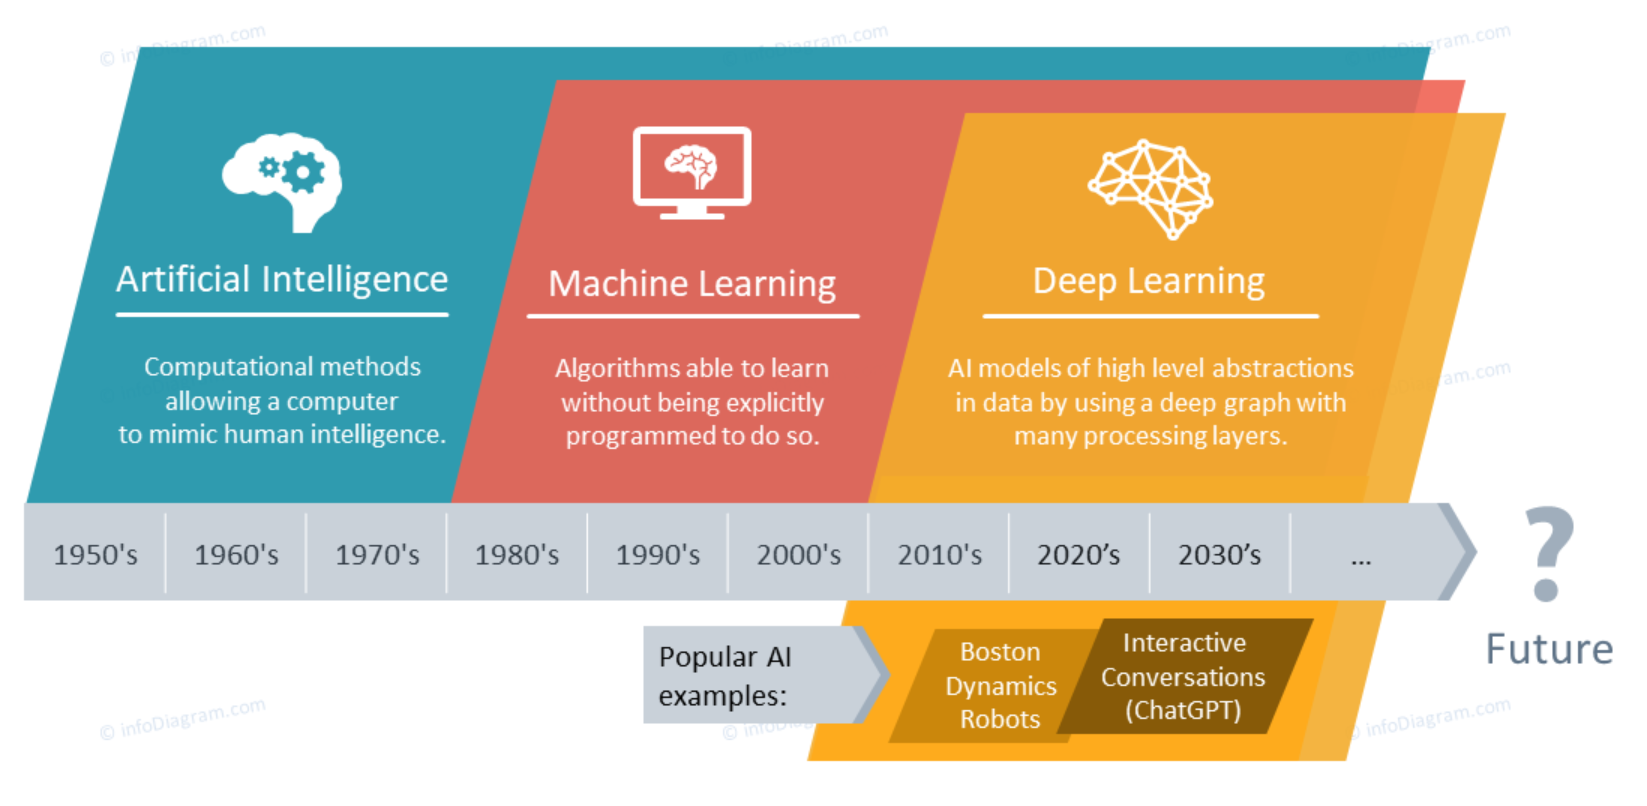 © infoDiagram.com
Artificial Intelligence
Computational methods
allowing a computer
to mimic human intelligence.
Machine Learning
Algorithms able to learn
without being explicitly
programmed to do so.
Deep Learning
AI models of high level abstractions
in data by using a deep graph with
many processing layers.
1950's 1960's 1970's 1980's 1990's 2000's 2010's 2020’s 2030’s ...
?
Future
Popular AI
examples:
Boston
Dynamics
Robots
Interactive
Conversations
(ChatGPT)
© infoDiagram.com
© infoDiagram.com